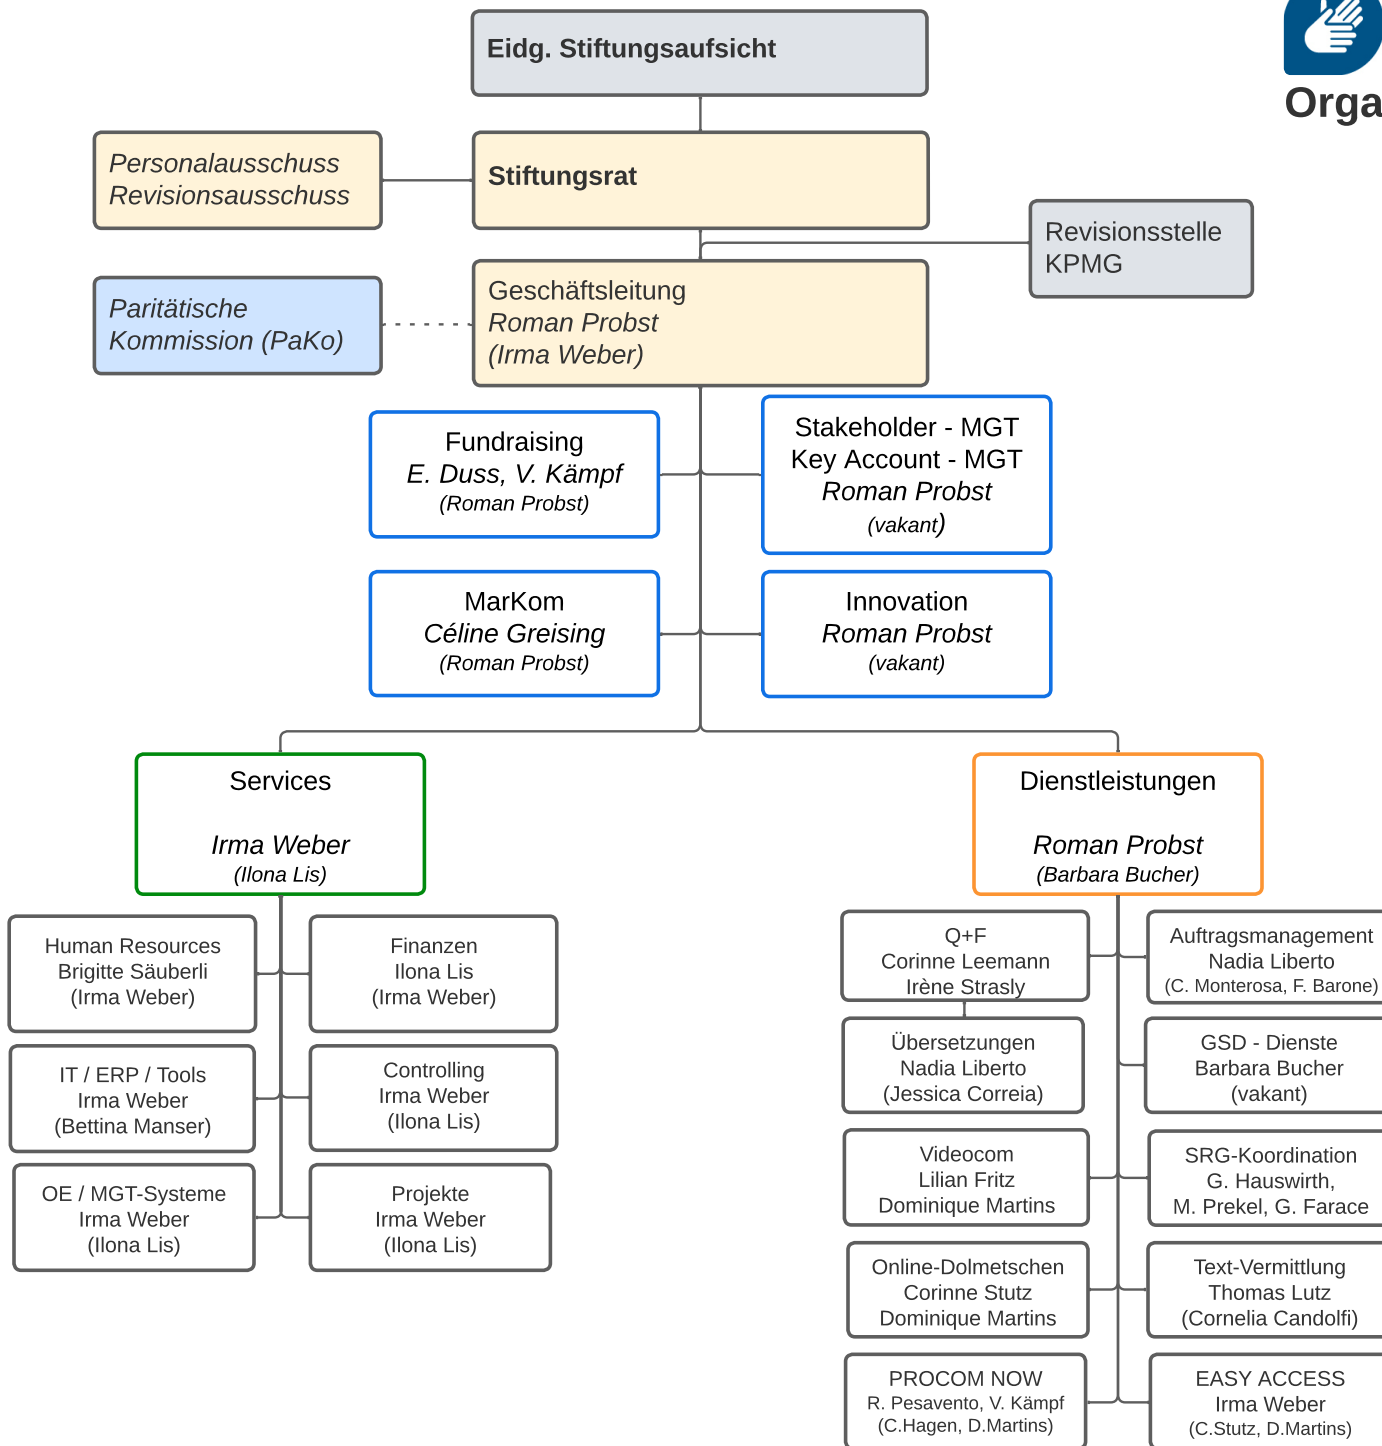 Eidg. Stiftungsaufsicht
Orga
Personalausschuss
Revisionsausschuss
Stiftungsrat
Revisionsstelle
KPMG
Paritätische
Kommission (PaKo)
Geschäftsleitung
Roman Probst
(Irma Weber)
Fundraising
E. Duss, V. Kämpf
(Roman Probst)
Stakeholder - MGT
Key Account - MGT
Roman Probst
(vakant)
MarKom
Céline Greising
(Roman Probst)
Innovation
Roman Probst
(vakant)
Services
Irma Weber
(Ilona Lis)
Dienstleistungen
Roman Probst
(Barbara Bucher)
Human Resources
Brigitte Säuberli
(Irma Weber)
Finanzen
Ilona Lis
(Irma Weber)
IT / ERP / Tools
Irma Weber
(Bettina Manser)
Controlling
Irma Weber
(Ilona Lis)
OE / MGT-Systeme
Irma Weber
(Ilona Lis)
Projekte
Irma Weber
(Ilona Lis)
Q+F
Corinne Leemann
Irène Strasly
Auftragsmanagement
Nadia Liberto
(C. Monterosa, F. Barone)
Übersetzungen
Nadia Liberto
(Jessica Correia)
GSD - Dienste
Barbara Bucher
(vakant)
Videocom
Lilian Fritz
Dominique Martins
SRG-Koordination
G. Hauswirth,
M. Prekel, G. Farace
Online-Dolmetschen
Corinne Stutz
Dominique Martins
Text-Vermittlung
Thomas Lutz
(Cornelia Candolfi)
PROCOM NOW
R. Pesavento, V. Kämpf
(C.Hagen, D.Martins)
EASY ACCESS
Irma Weber
(C.Stutz, D.Martins)